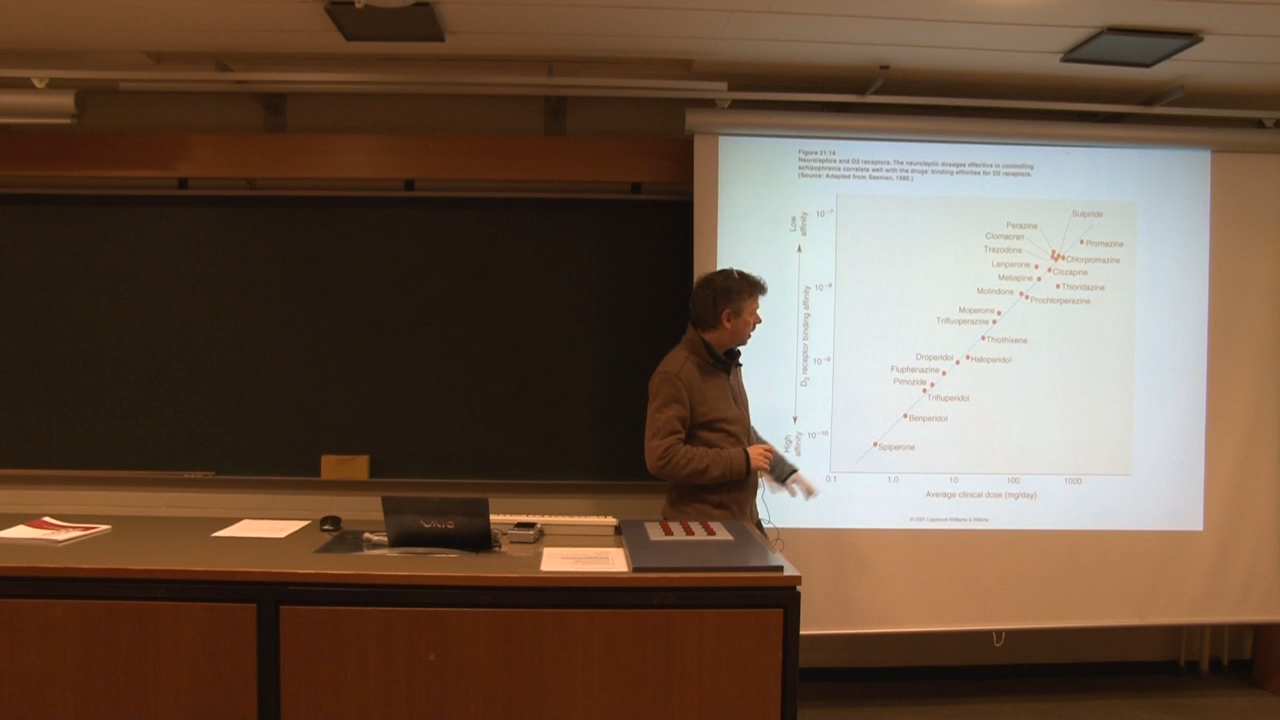 Figure 21.14
Neuroleptics and D2 receptors. The neuroleptic dosages effective in controlling
schizophrenia correlate well with the drugs' binding affinities for D2 receptors.
(Source: Adapted from Seeman, 1980.)
Low
affinity
D2 receptor binding affinity
High
affinity
10-7
10-8
10-9
10-10
Sulpiride
Perazine
Clomacran
Promazine
Trazodone
Chlorpromazine
Lenperone
Clozapine
Metiapine
Thioridazine
Molindone
Prochlorperazine
Moperone
Trifluoperazine
Thiothixene
Droperidol
Haloperidol
Fluphenazine
Pimozide
Trifluperidol
Benperidol
Spiperone
0.1 1.0 10 100 1000
Average clinical dose (mg/day)
© 2001 Lippincott Williams & Wilkins
VAIO